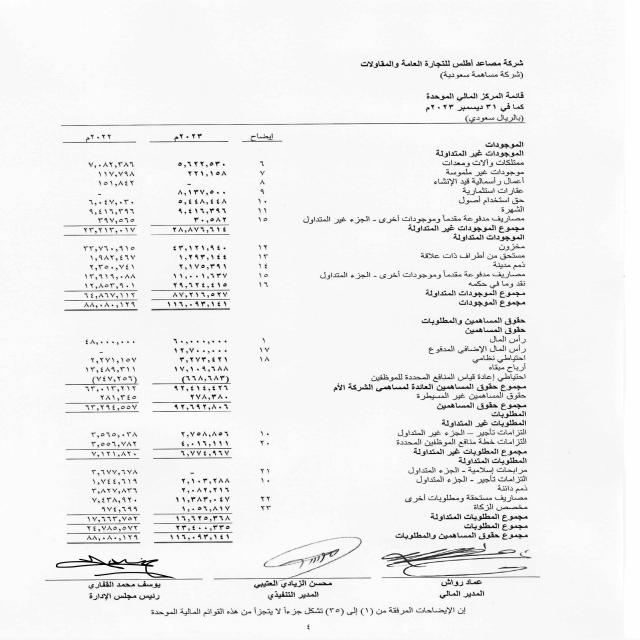 شركة مصاعد أطلس للتجارة العامة والمقاولات
(شركة مساهمة سعودية)
قائمة المركز المالي الموحدة
كما في ٣١ ديسمبر ٢٠٢٣م
(بالريال سعودي)
إيضاح ٢٠٢٣م ٢٠٢٢م
الموجودات
الموجودات غير المتداولة
ممتلكات وآلات ومعدات ٦ ٥,٦٢٢,٥٣٠ ٧,٠٨٢,٣٨٦
موجودات غير ملموسة ٧ ٢٢١,١٥٨ ١١٧,٧٩٨
أعمال رأسمالية قيد الإنشاء ٨ – ١٥١,٨٤٢
عقارات استثمارية ٩ ٨,١٣٧,٥٠٠ –
حق استخدام أصول ١٠ ٥,٤٤٨,٤٤٨ ٦,٠٤٧,٠٣٠
الشهرة ١١ ٩,٤١٦,٣٩٦ ٩,٤١٦,٣٩٦
مصاريف مدفوعة مقدماً وموجودات أخرى - الجزء غير المتداول ١٥ ٣٠,٥٨٢ ٣٩٧,٥٦٥
مجموع الموجودات غير المتداولة ٢٨,٨٧٦,٦١٤ ٢٣,٢١٣,٠١٧
الموجودات المتداولة
مخزون ١٢ ٤٣,١٢١,٩٤٠ ٣٣,٧٦٠,٩١٥
مستحق من أطراف ذات علاقة ١٣ ١,٢٩٣,١٤٤ ١,٩٨٢,٤٦٧
ذمم مدينة ١٤ ٢,١٧٥,٣٩١ ٢,٣٥٠,٧٤١
مصاريف مدفوعة مقدماً وموجودات أخرى - الجزء المتداول ١٥ ١١,٠٠١,٦٣٧ ١٣,٩١٩,٠٨٨
نقد وما في حكمه ١٦ ٢٩,٦٢٤,٤١٥ ١٢,٨٥٣,٩٠١
مجموع الموجودات المتداولة ٨٧,٢١٦,٥٢٧ ٦٤,٨٦٧,١١٢
مجموع الموجودات ١١٦,٠٩٣,١٤١ ٨٨,٠٨٠,١٢٩
حقوق المساهمين والمطلوبات
حقوق المساهمين
رأس المال ١ ٦٠,٠٠٠,٠٠٠ ٤٨,٠٠٠,٠٠٠
رأس المال الإضافي المدفوع ١٧ ١٢,٧٠٠,٠٠٠ –
احتياطي نظامي ١٨ ٣,٢٧٣,٤٢١ ٢,٢٧١,١٥٧
أرباح مبقاه ١٧,١٠٩,٦٨٨ ١٣,٤٨٩,٣١١
احتياطي إعادة قياس المنافع المحددة للموظفين (٦٦٨,٦٨٣) (٧٤٧,٢٥٦)
مجموع حقوق المساهمين العائدة لمساهمي الشركة الأم ٩٢,٤١٤,٤٢٦ ٦٣,٠١٣,٢١٢
حقوق المساهمين غير المسيطرة ٢٧٨,٣٨٠ ٢٨١,٣٤٥
مجموع حقوق المساهمين ٩٢,٦٩٢,٨٠٦ ٦٣,٢٩٤,٥٥٧
المطلوبات
المطلوبات غير المتداولة
التزامات تأجير – الجزء غير المتداول ١٠ ٢,٧٥٨,٨٥٦ ٣,٥٦٥,٠٣٨
التزامات خطة منافع الموظفين المحددة ٢٠ ٤,٠١٦,١١١ ٣,٥٥٦,٧٨٢
مجموع المطلوبات غير المتداولة ٦,٧٧٤,٩٦٧ ٧,١٢١,٨٢٠
المطلوبات المتداولة
مرابحات إسلامية - الجزء المتداول ٢١ – ٣,٦٧٧,٦٧٨
التزامات تأجير - الجزء المتداول ١٠ ٢,١٠٣,٢٨٨ ١,٧٤٤,٦١٩
ذمم دائنة ٢,٠٨٢,٢١٦ ٣,٨٢٧,٨٣٦
مصاريف مستحقة ومطلوبات أخرى ٢٢ ١١,٣٨٣,٠٤٧ ٧,٤٣٨,٩٢٠
مخصص الزكاة ٢٣ ١,٠٥٦,٨١٧ ٩٧٤,٦٩٩
مجموع المطلوبات المتداولة ١٦,٦٢٥,٣٦٨ ١٧,٦٦٣,٧٥٢
مجموع المطلوبات ٢٣,٤٠٠,٣٣٥ ٢٤,٧٨٥,٥٧٢
مجموع حقوق المساهمين والمطلوبات ١١٦,٠٩٣,١٤١ ٨٨,٠٨٠,١٢٩
عماد رواش محسن الزيادي العتيبي يوسف محمد القفاري
المدير المالي المدير التنفيذي رئيس مجلس الإدارة
إن الإيضاحات المرفقة من (١) إلى (٣٥) تشكل جزءاً لا يتجزأ من هذه القوائم المالية الموحدة
٤